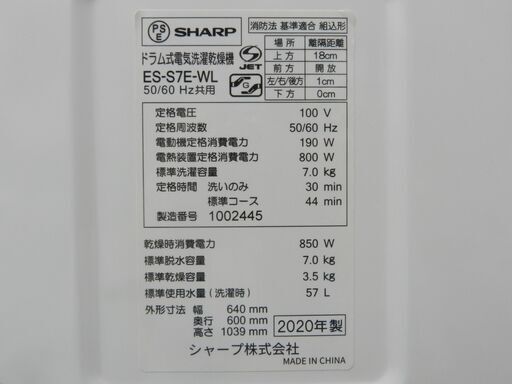 PS E SHARP
ドラム式電気洗濯乾燥機
ES-S7E-WL
50/60 Hz共用
JET
G
消防法 基準適合 組込形
場所 離隔距離
上方 18cm
前方 開放
左/右/後方 1cm
下方 0cm
定格電圧 100 V
定格周波数 50/60 Hz
電動機定格消費電力 190 W
電熱装置定格消費電力 800 W
標準洗濯容量 7.0 kg
定格時間 洗いのみ 30 min
標準コース 44 min
製造番号 1002445
乾燥時消費電力 850 W
標準脱水容量 7.0 kg
標準乾燥容量 3.5 kg
標準使用水量(洗濯時) 57 L
外形寸法 幅 640 mm
奥行 600 mm
高さ 1039 mm
2020年製
シャープ株式会社
MADE IN CHINA